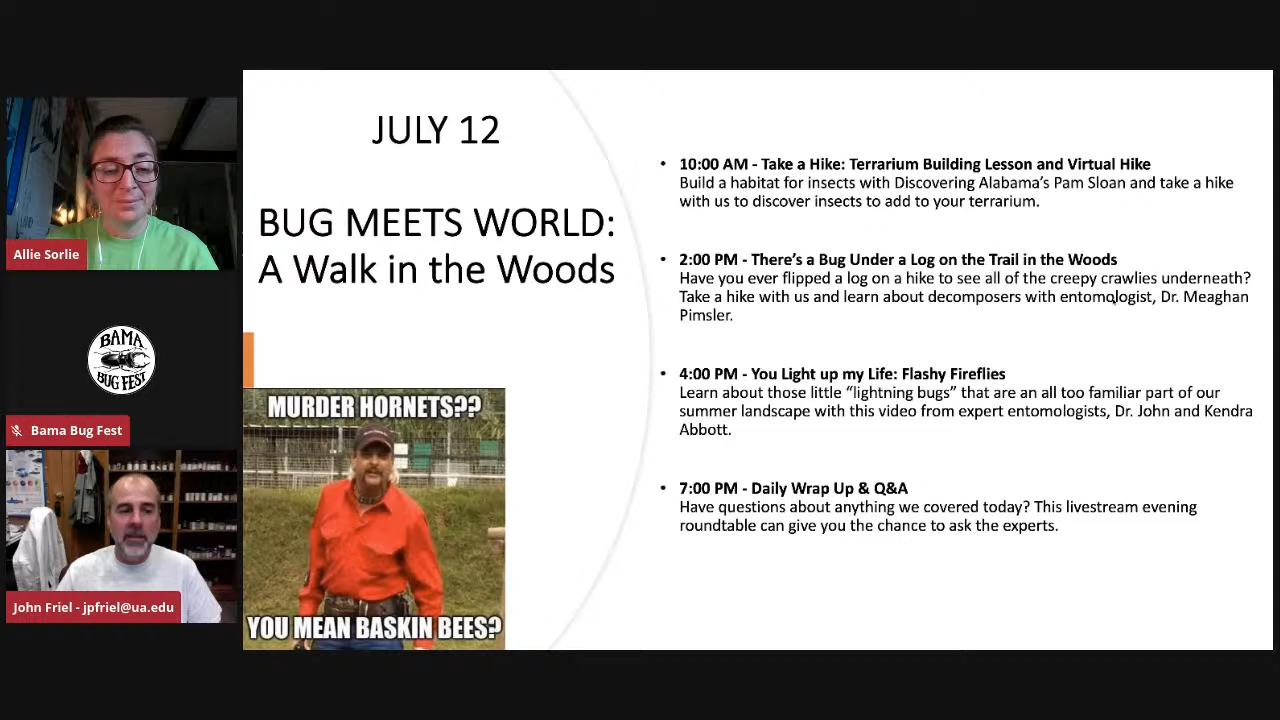 Allie Sorlie
BAMA
BUG FEST
Bama Bug Fest
John Friel - jpfriel@ua.edu
JULY 12
BUG MEETS WORLD:
A Walk in the Woods
MURDER HORNETS??
YOU MEAN BASKIN BEES?
• 10:00 AM - Take a Hike: Terrarium Building Lesson and Virtual Hike
Build a habitat for insects with Discovering Alabama's Pam Sloan and take a hike
with us to discover insects to add to your terrarium.
• 2:00 PM - There's a Bug Under a Log on the Trail in the Woods
Have you ever flipped a log on a hike to see all of the creepy crawlies underneath?
Take a hike with us and learn about decomposers with entomologist, Dr. Meaghan
Pimsler.
• 4:00 PM - You Light up my Life: Flashy Fireflies
Learn about those little “lightning bugs” that are an all too familiar part of our
summer landscape with this video from expert entomologists, Dr. John and Kendra
Abbott.
• 7:00 PM - Daily Wrap Up & Q&A
Have questions about anything we covered today? This livestream evening
roundtable can give you the chance to ask the experts.